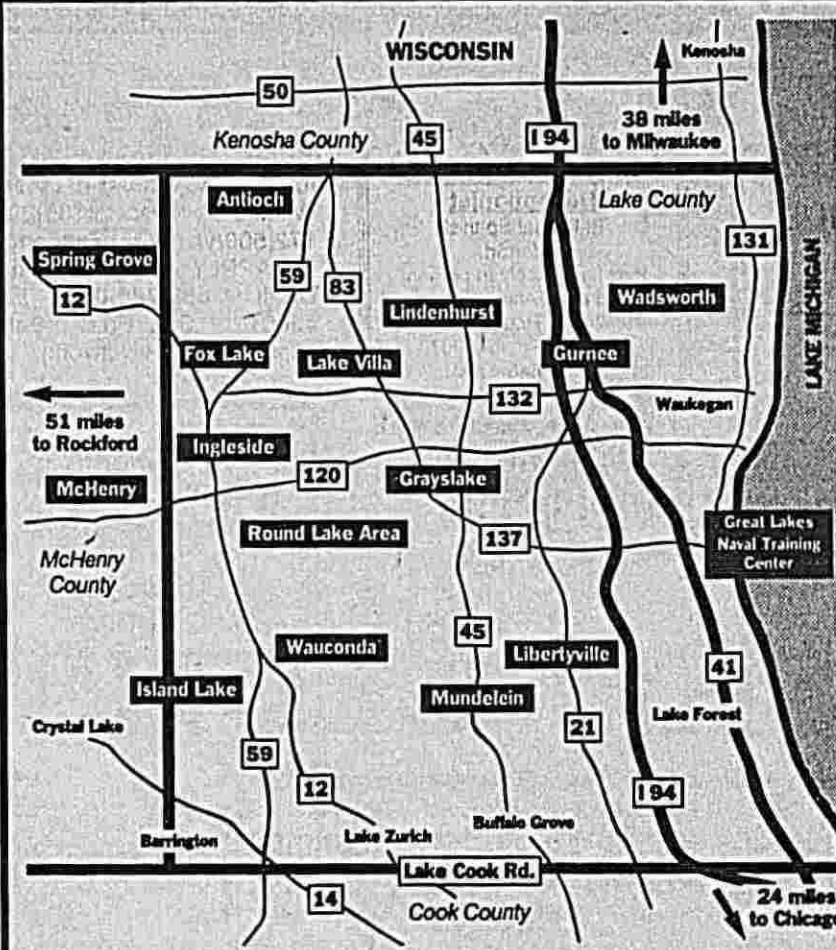 WISCONSIN
Kenosha
50
38 miles
to Milwaukee
Kenosha County
45
I 94
Antioch
Lake County
131
Spring Grove
12
59
83
Wadsworth
Lindenhurst
LAKE MICHIGAN
Fox Lake
Lake Villa
Gurnee
51 miles
to Rockford
132
Waukegan
Ingleside
McHenry
120
Grayslake
Great Lakes
Naval Training
Center
Round Lake Area
137
McHenry
County
45
Wauconda
Libertyville
41
Island Lake
Mundelein
Lake Forest
Crystal Lake
59
21
12
I 94
Barrington
Lake Zurich
Buffalo Grove
Lake Cook Rd.
14
Cook County
24 miles
to Chicag